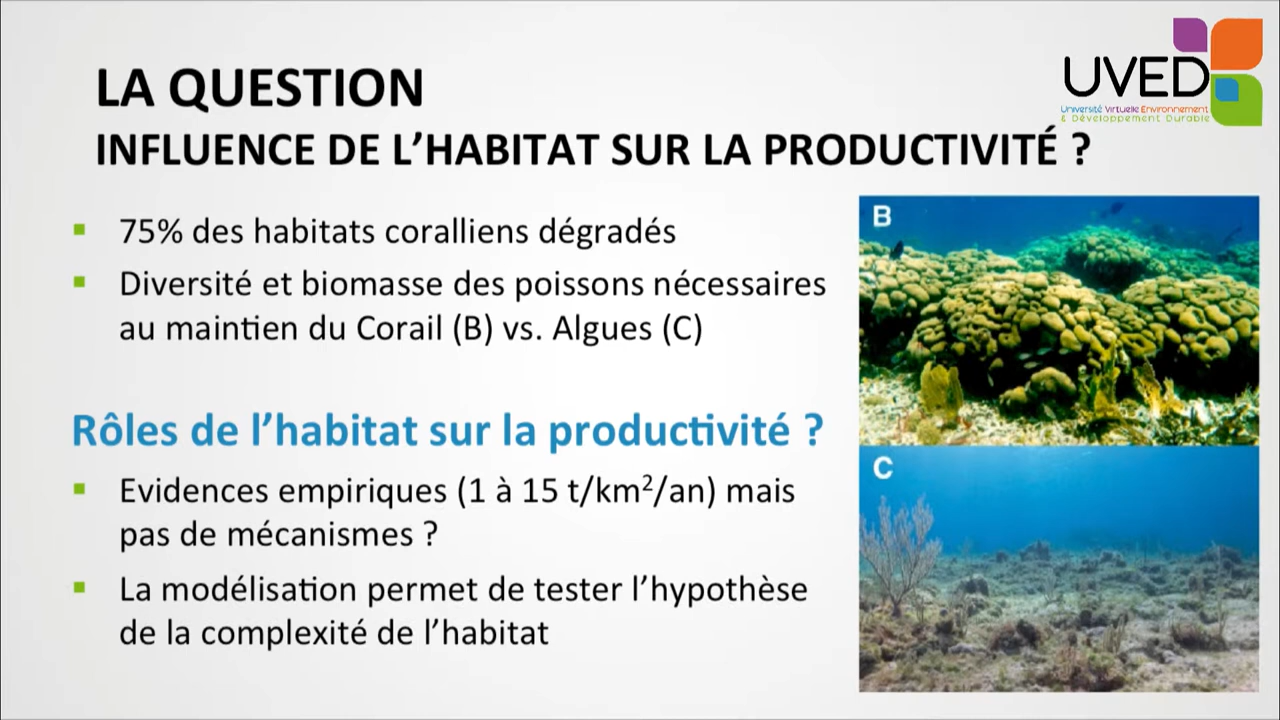 LA QUESTION
INFLUENCE DE L'HABITAT SUR LA PRODUCTIVITÉ ?
UVED
Université Virtuelle Environnement
& Développement Durable
▪ 75% des habitats coralliens dégradés
▪ Diversité et biomasse des poissons nécessaires
au maintien du Corail (B) vs. Algues (C)
Rôles de l'habitat sur la productivité ?
▪ Evidences empiriques (1 à 15 t/km²/an) mais
pas de mécanismes ?
▪ La modélisation permet de tester l'hypothèse
de la complexité de l'habitat
B
C